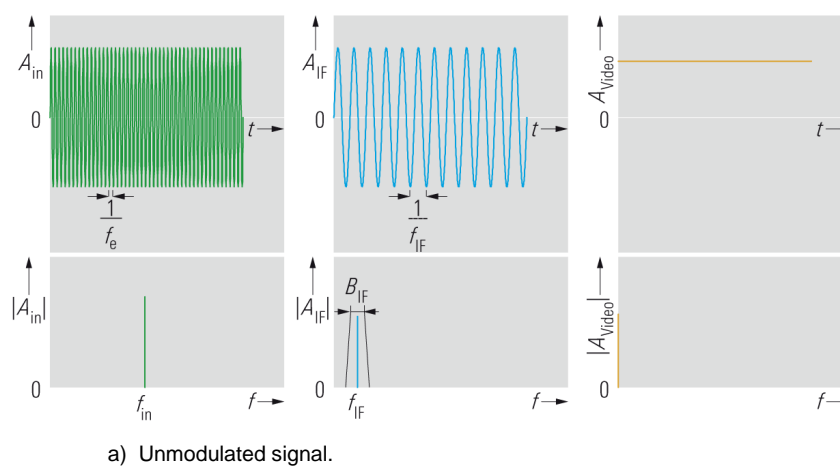 A_in
0
t
1
f_e
A_IF
0
t
1
f_IF
A_Video
0
t
|A_in|
0
f_in
f
|A_IF|
B_IF
0
f_IF
f
|A_Video|
0
f
a) Unmodulated signal.